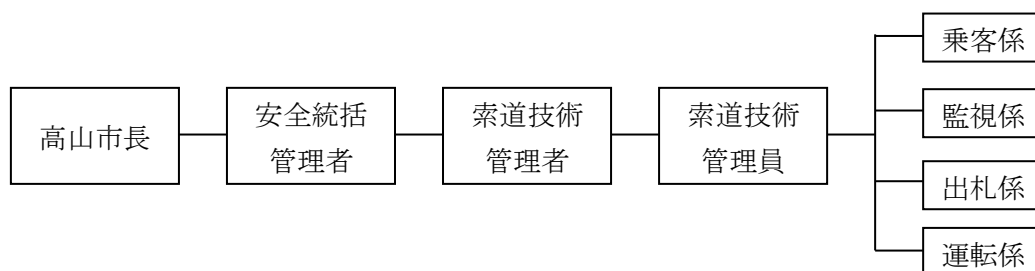 高山市長
安全統括
管理者
索道技術
管理者
索道技術
管理員
乗客係
監視係
出札係
運転係